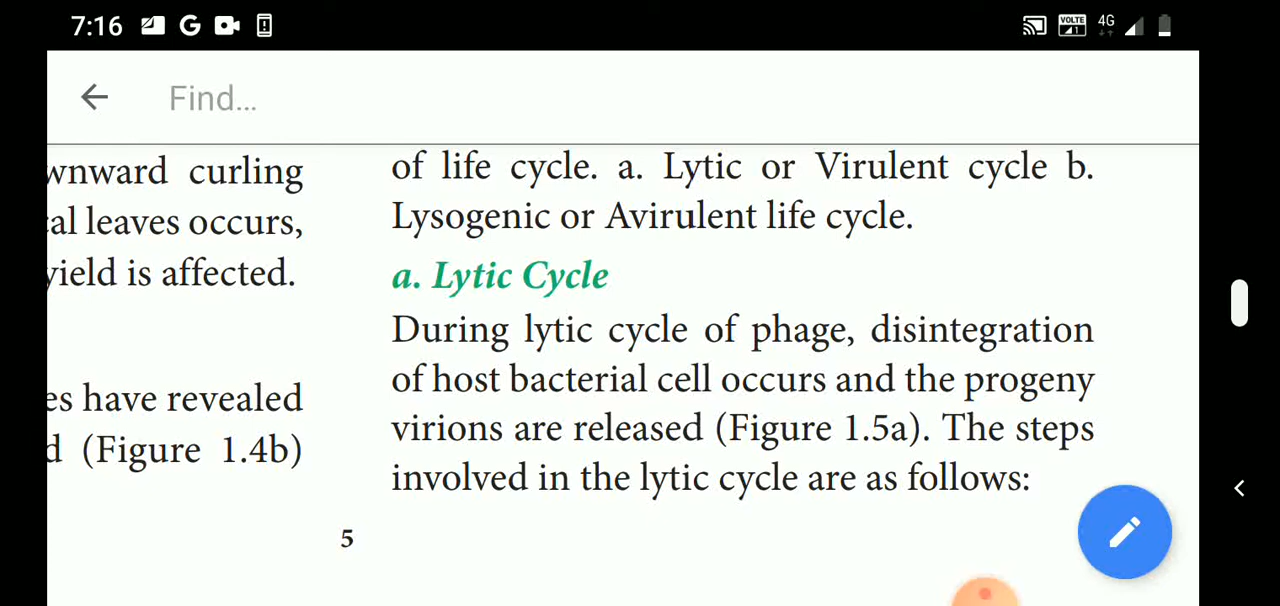 7:16
VOLTE
1
4G
Find...
wnward curling
al leaves occurs,
yield is affected.
es have revealed
d (Figure 1.4b)
5
of life cycle. a. Lytic or Virulent cycle b.
Lysogenic or Avirulent life cycle.
a. Lytic Cycle
During lytic cycle of phage, disintegration
of host bacterial cell occurs and the progeny
virions are released (Figure 1.5a). The steps
involved in the lytic cycle are as follows: